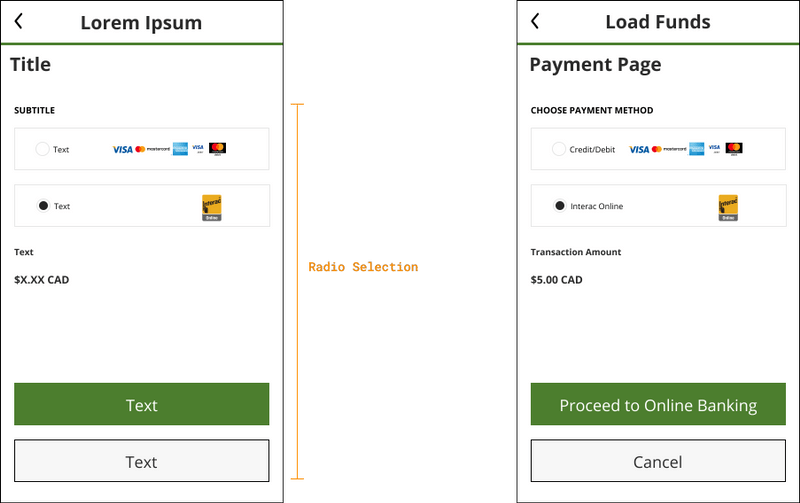 Lorem Ipsum
Title
SUBTITLE
Text VISA mastercard VISA
Text Interac Online
Text
$X.XX CAD
Text
Text
Radio Selection
Load Funds
Payment Page
CHOOSE PAYMENT METHOD
Credit/Debit VISA mastercard VISA
Interac Online Interac Online
Transaction Amount
$5.00 CAD
Proceed to Online Banking
Cancel